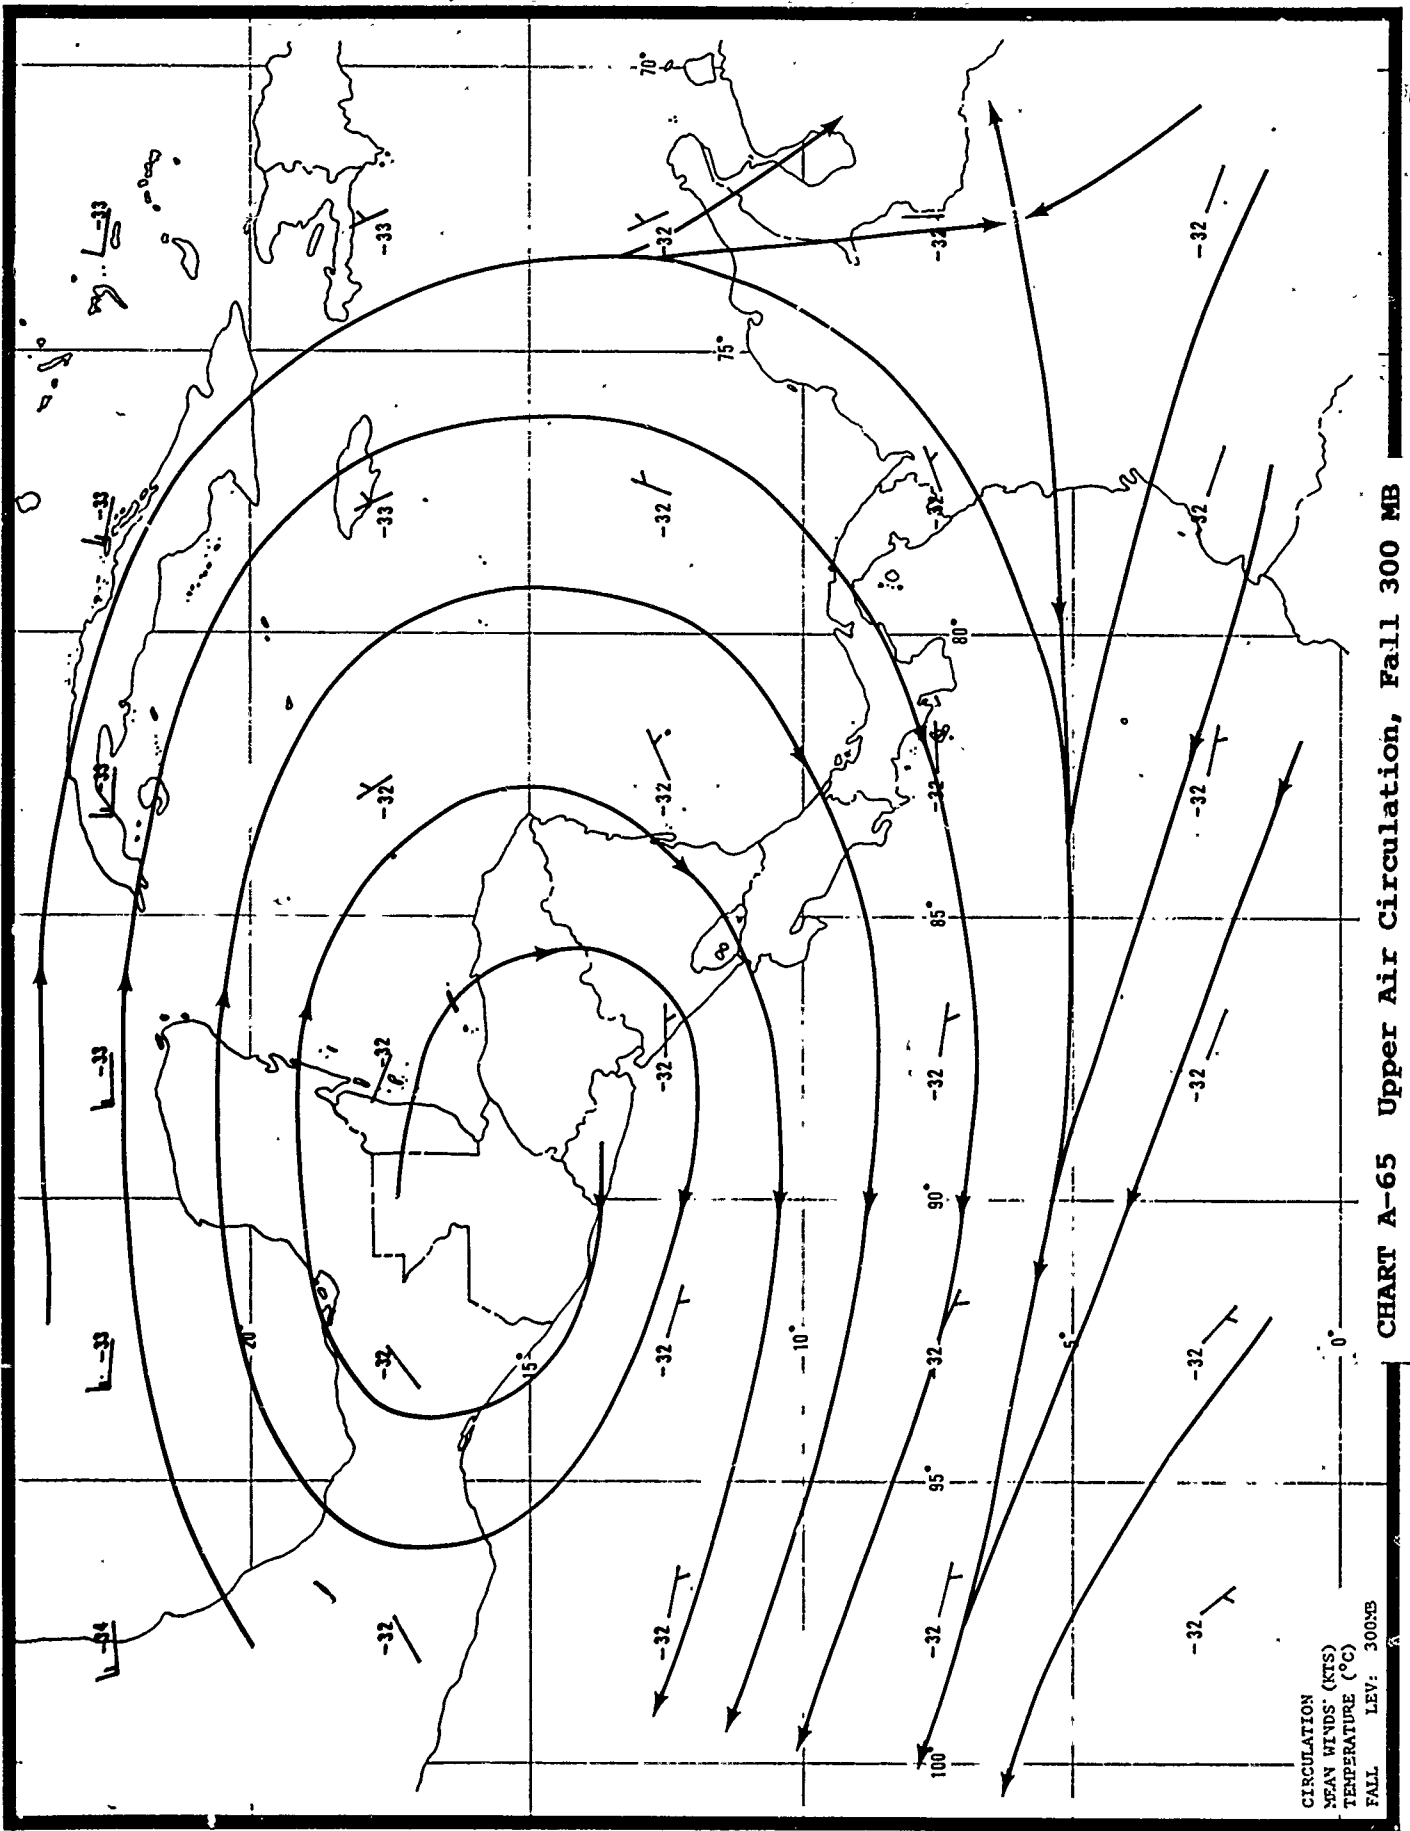 -34 -33 -33 -33 -33 -33
20
-32 -32 -32 -32 -33 -33
15°
70°
-32 -32 -32 -32 -32 -32
75°
10°
-32 -32 -32 -32 -32 -32
100° 95° 90° 85° 80°
5°
-32 -32 -32 -32 32 -32
0°
CIRCULATION
MEAN WINDS (KTS)
TEMPERATURE (°C)
FALL LEV: 300MB
CHART A-65 Upper Air Circulation, Fall 300 MB